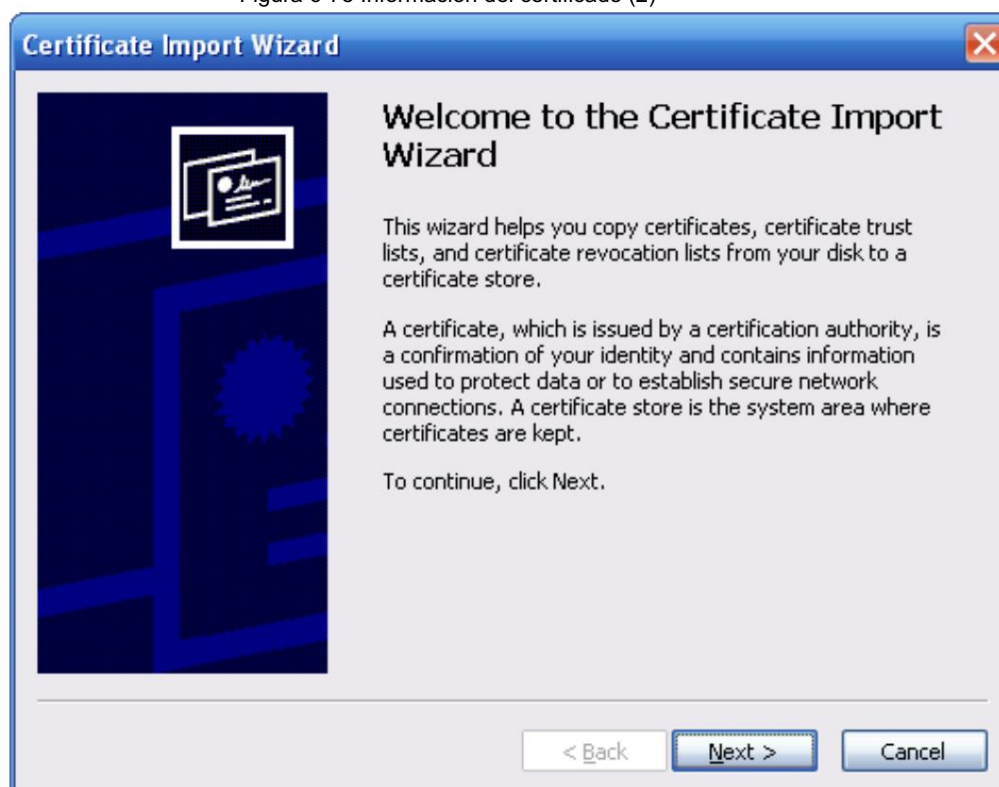 certificado (2)
Certificate Import Wizard
Welcome to the Certificate Import
Wizard
This wizard helps you copy certificates, certificate trust
lists, and certificate revocation lists from your disk to a
certificate store.
A certificate, which is issued by a certification authority, is
a confirmation of your identity and contains information
used to protect data or to establish secure network
connections. A certificate store is the system area where
certificates are kept.
To continue, click Next.
< Back
Next >
Cancel